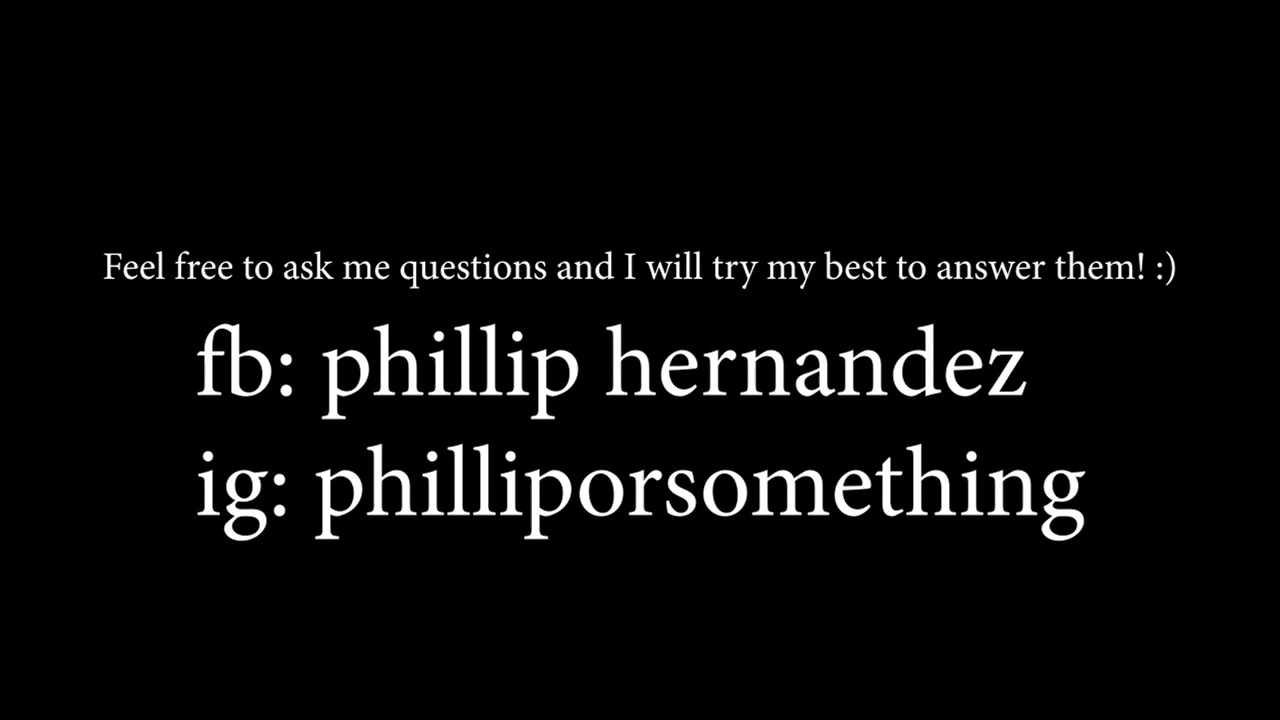 Feel free to ask me questions and I will try my best to answer them! :)
fb: phillip hernandez
ig: philliporsomething